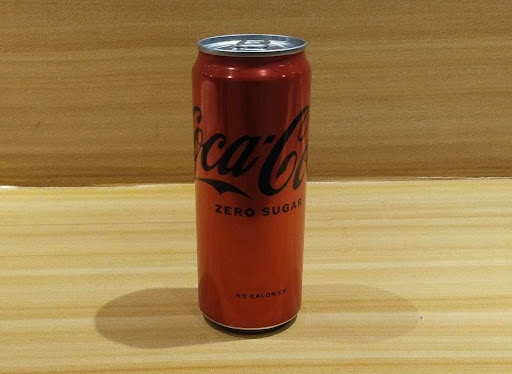 Coca-Co
ZERO SUGAR
NO CALORIES